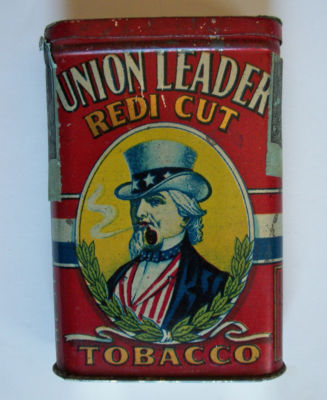 UNION LEADER
REDI CUT
TOBACCO